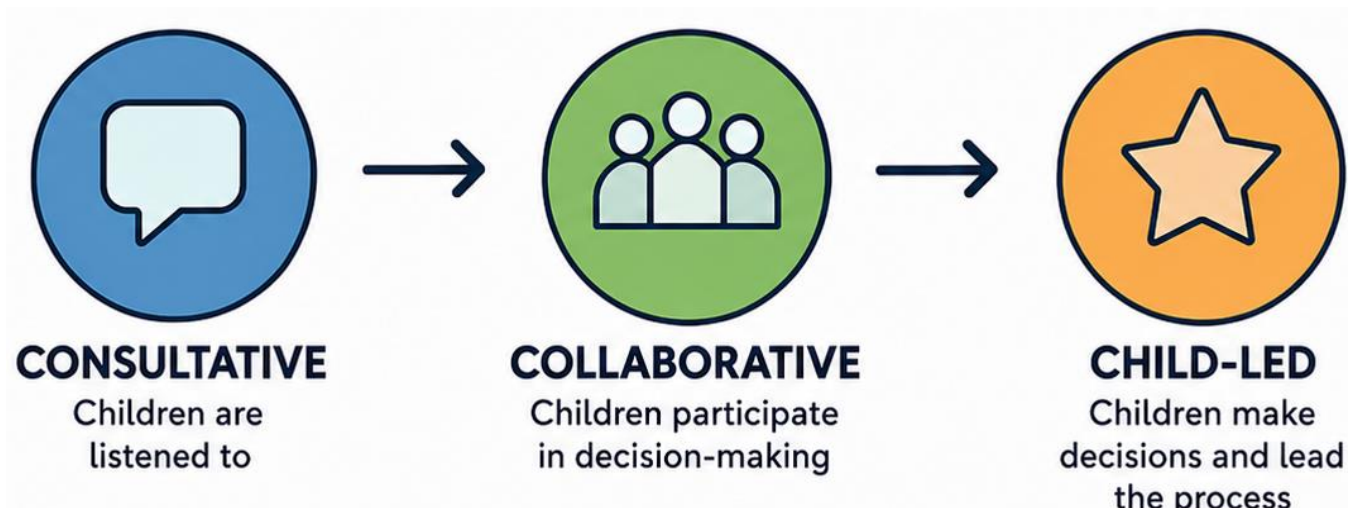 CONSULTATIVE
Children are
listened to
COLLABORATIVE
Children participate
in decision-making
CHILD-LED
Children make
decisions and lead
the process